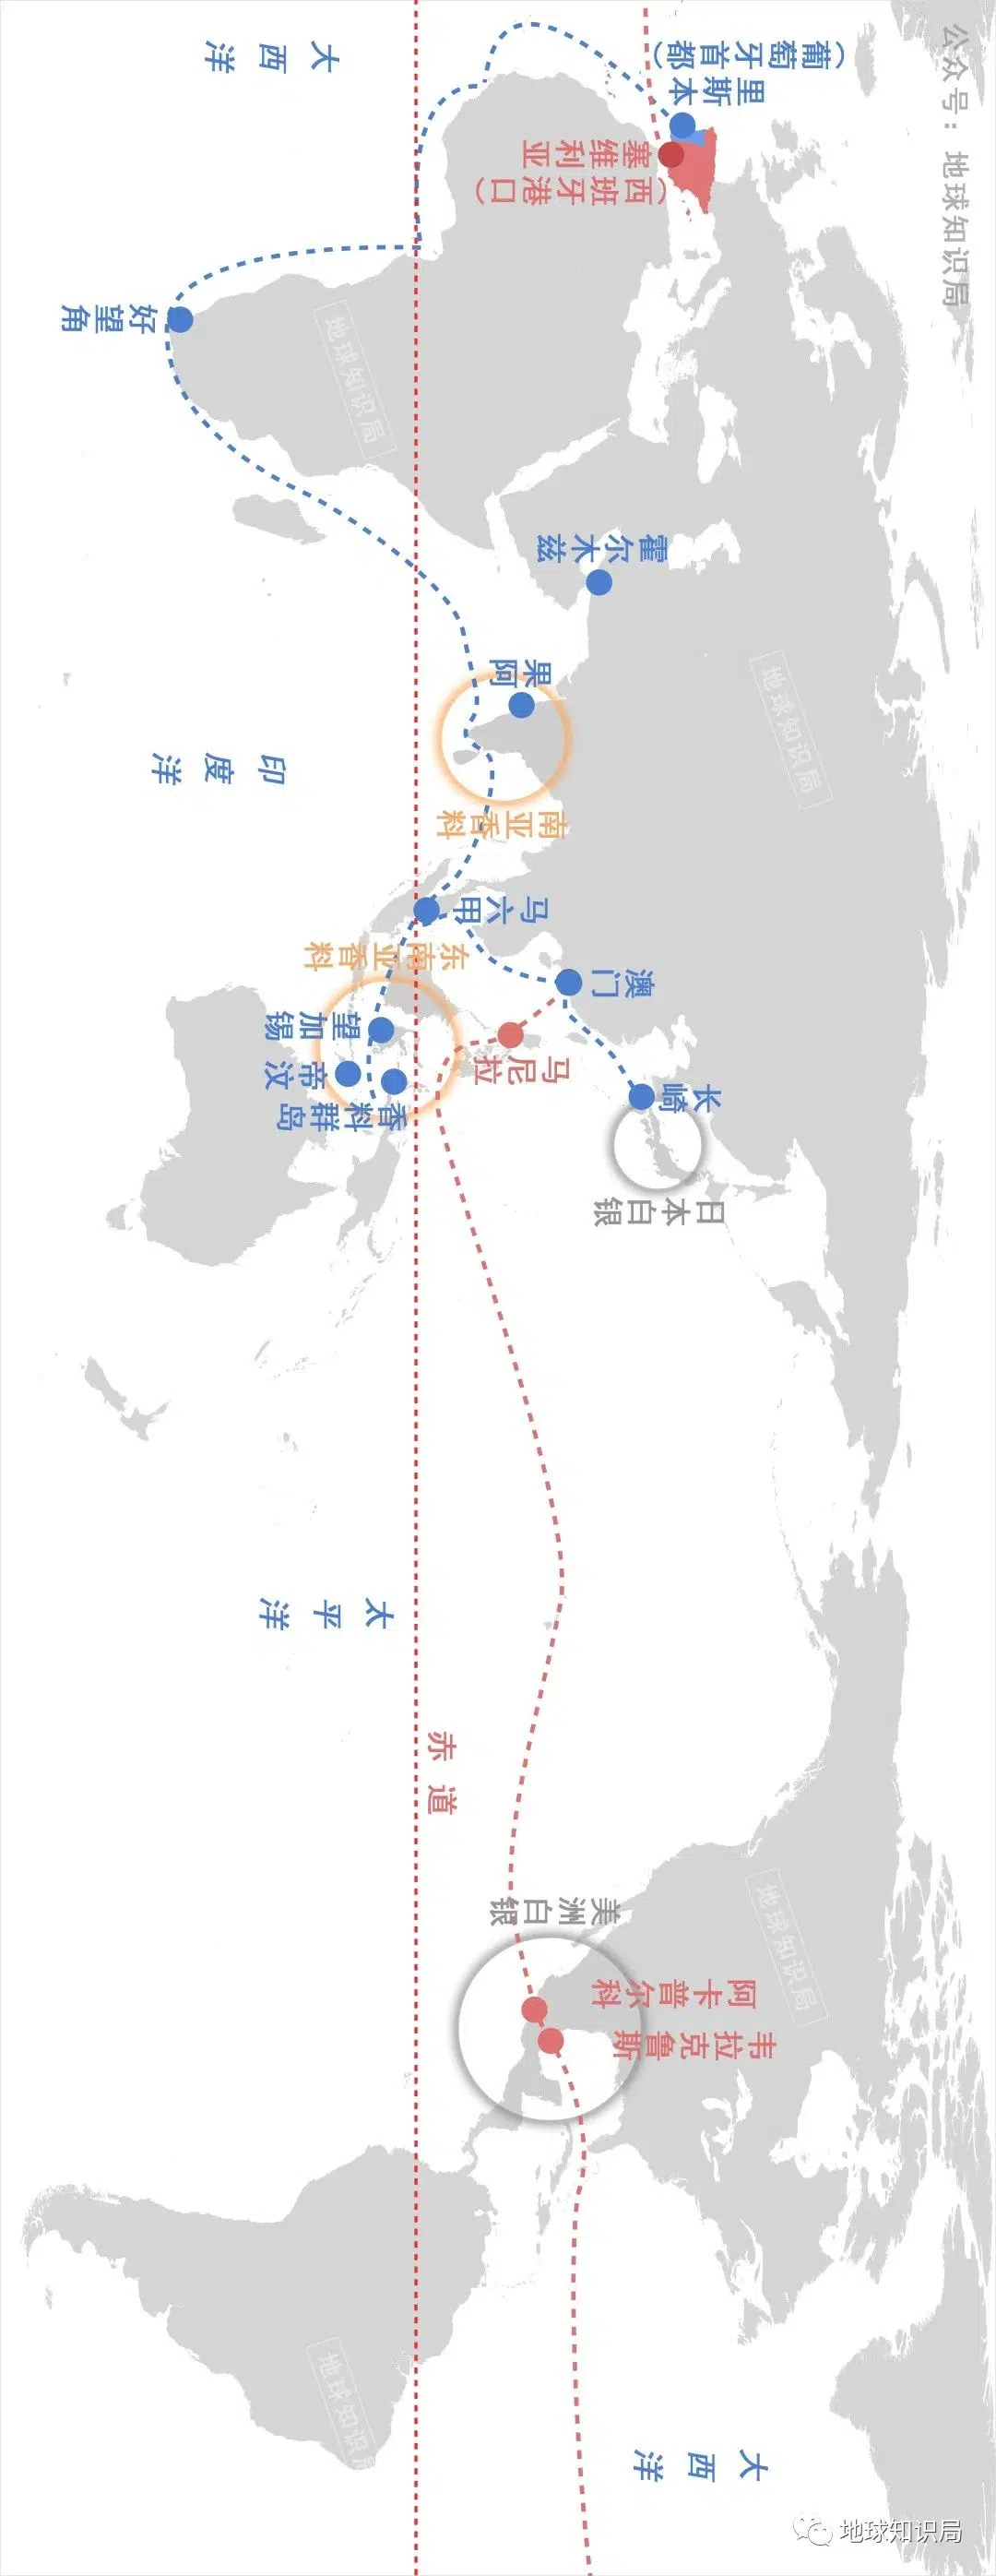 公众号：地球知识局
大西洋
里斯本
（葡萄牙首都）
塞维利亚
（西班牙港口）
好望角
地球知识局
霍尔木兹
果阿
地球知识局
印度洋
南亚香料
马六甲
东南亚香料
澳门
望加锡
帝汶
香料群岛
马尼拉
长崎
日本白银
太平洋
赤道
美洲白银
地球知识局
阿卡普尔科
韦拉克鲁斯
地球知识局
大西洋
地球知识局